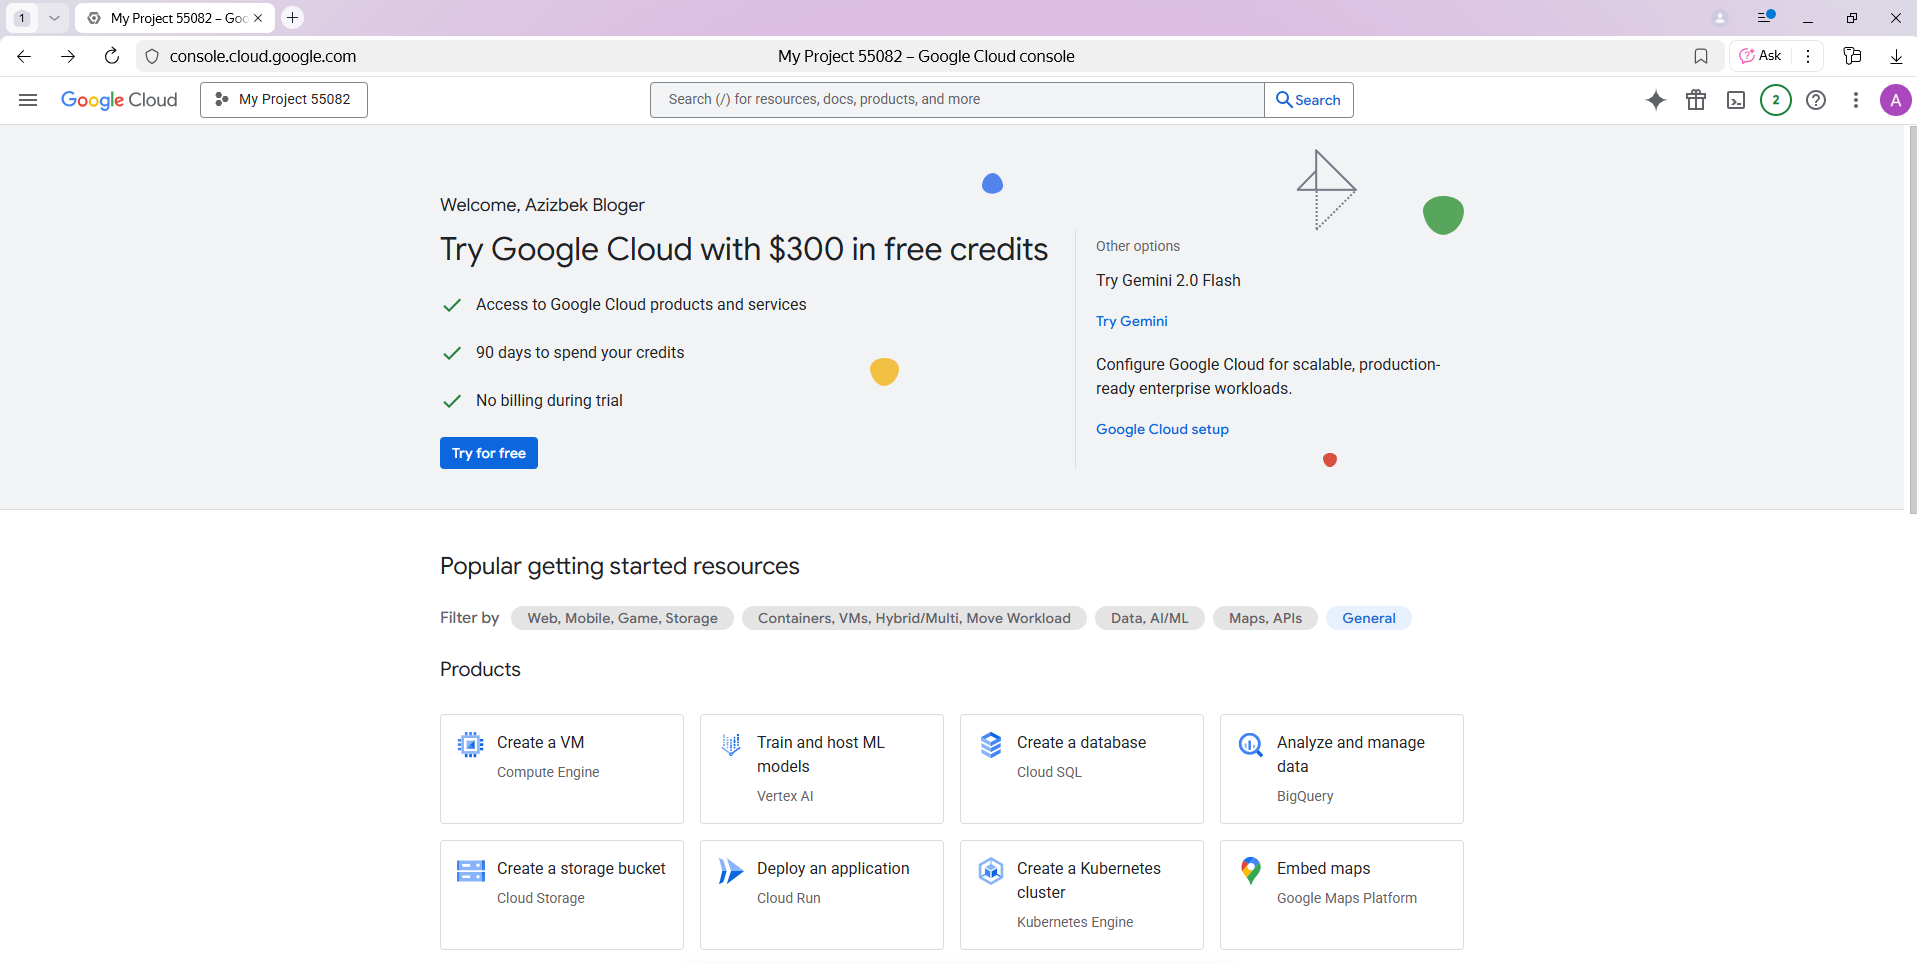 1
My Project 55082 – Goo
console.cloud.google.com
My Project 55082 – Google Cloud console
Ask
Google Cloud
My Project 55082
Search (/) for resources, docs, products, and more
Search
2
A
Welcome, Azizbek Bloger
Try Google Cloud with $300 in free credits
Access to Google Cloud products and services
90 days to spend your credits
No billing during trial
Try for free
Other options
Try Gemini 2.0 Flash
Try Gemini
Configure Google Cloud for scalable, production-
ready enterprise workloads.
Google Cloud setup
Popular getting started resources
Filter by
Web, Mobile, Game, Storage
Containers, VMs, Hybrid/Multi, Move Workload
Data, AI/ML
Maps, APIs
General
Products
Create a VM
Compute Engine
Train and host ML
models
Vertex AI
Create a database
Cloud SQL
Analyze and manage
data
BigQuery
Create a storage bucket
Cloud Storage
Deploy an application
Cloud Run
Create a Kubernetes
cluster
Kubernetes Engine
Embed maps
Google Maps Platform